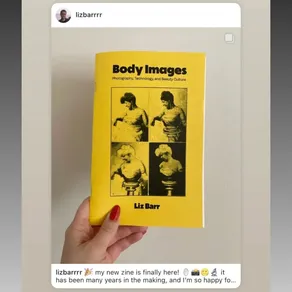 lizbarrrr
Body Images
Photography, Technology, and Beauty Culture
Liz Barr
lizbarrrr 🎉 my new zine is finally here! it
has been many years in the making, and I'm so happy fo...